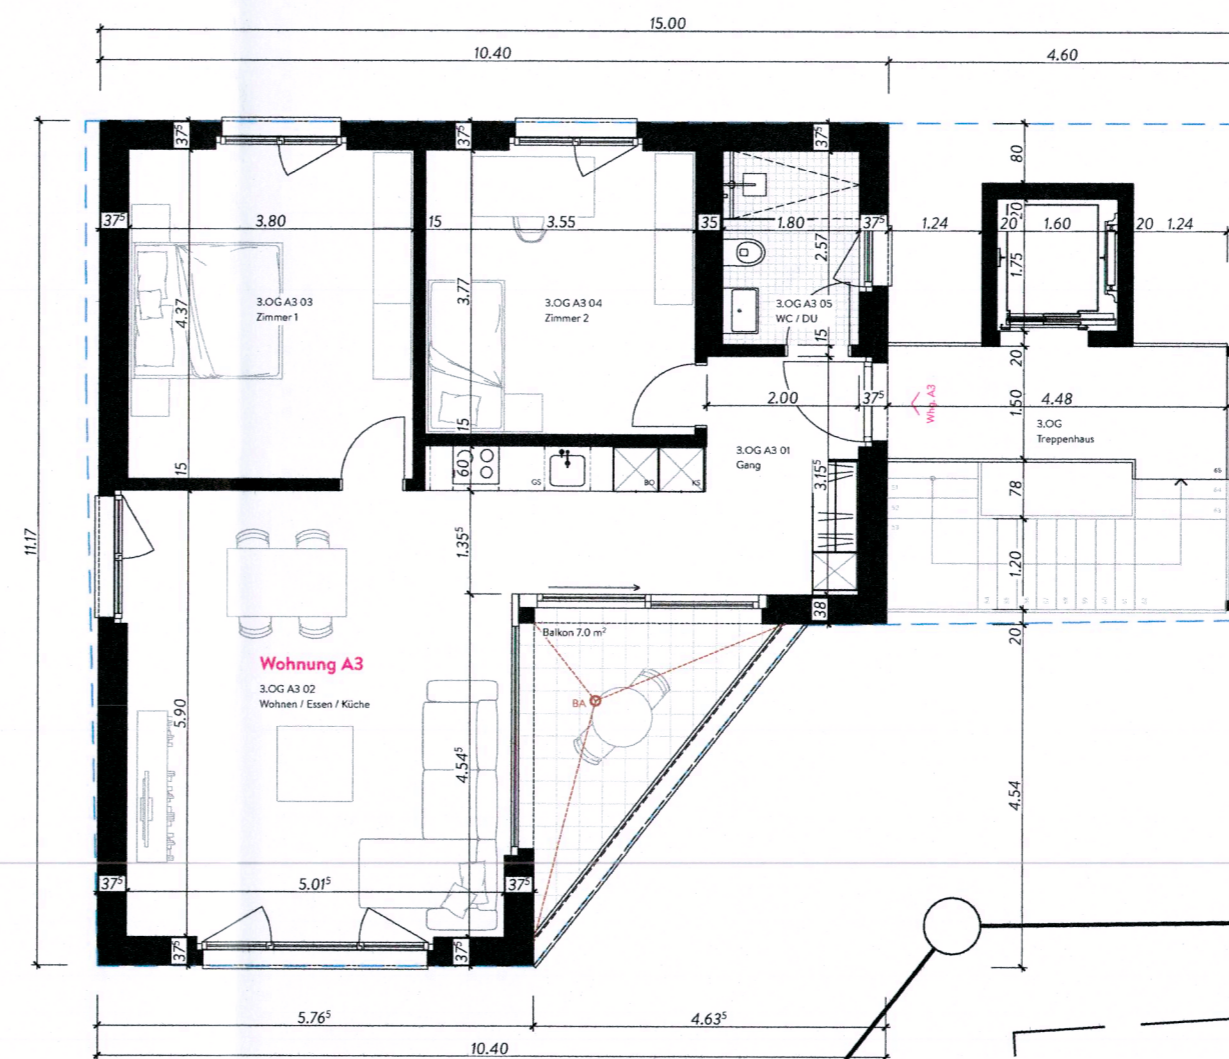 15.00
10.40
4.60
37⁵
37⁵
37⁵
80
37⁵
3.80
15
3.55
35
1.80
37⁵
1.24
20
20
1.60
20
1.24
2.57
1.75
3.77
4.37
3.OG A3 03
Zimmer 1
3.OG A3 04
Zimmer 2
3.OG A3 05
WC / DU
15
20
2.00
37⁵
Whg. A3
1.50
4.48
3.OG
Treppenhaus
15
15
60
GS
BO
KS
3.OG A3 01
Gang
3.15⁵
78
11.17
1.35⁵
1.20
38
20
Balkon 7.0 m²
Wohnung A3
3.OG A3 02
Wohnen / Essen / Küche
BA
5.90
4.54⁵
4.54
37⁵
5.01⁵
37⁵
37⁵
37⁵
5.76⁵
4.63⁵
10.40